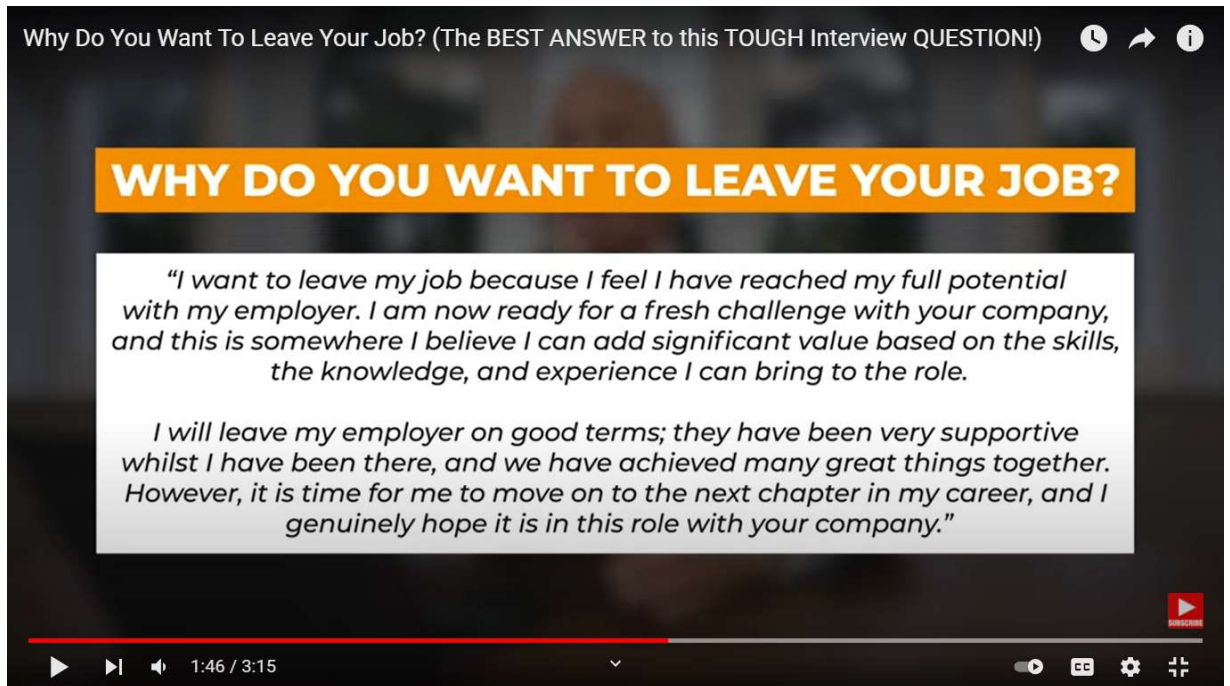 Why Do You Want To Leave Your Job? (The BEST ANSWER to this TOUGH Interview QUESTION!)
WHY DO YOU WANT TO LEAVE YOUR JOB?
“I want to leave my job because I feel I have reached my full potential
with my employer. I am now ready for a fresh challenge with your company,
and this is somewhere I believe I can add significant value based on the skills,
the knowledge, and experience I can bring to the role.
I will leave my employer on good terms; they have been very supportive
whilst I have been there, and we have achieved many great things together.
However, it is time for me to move on to the next chapter in my career, and I
genuinely hope it is in this role with your company.”
SUBSCRIBE
1:46 / 3:15
CC